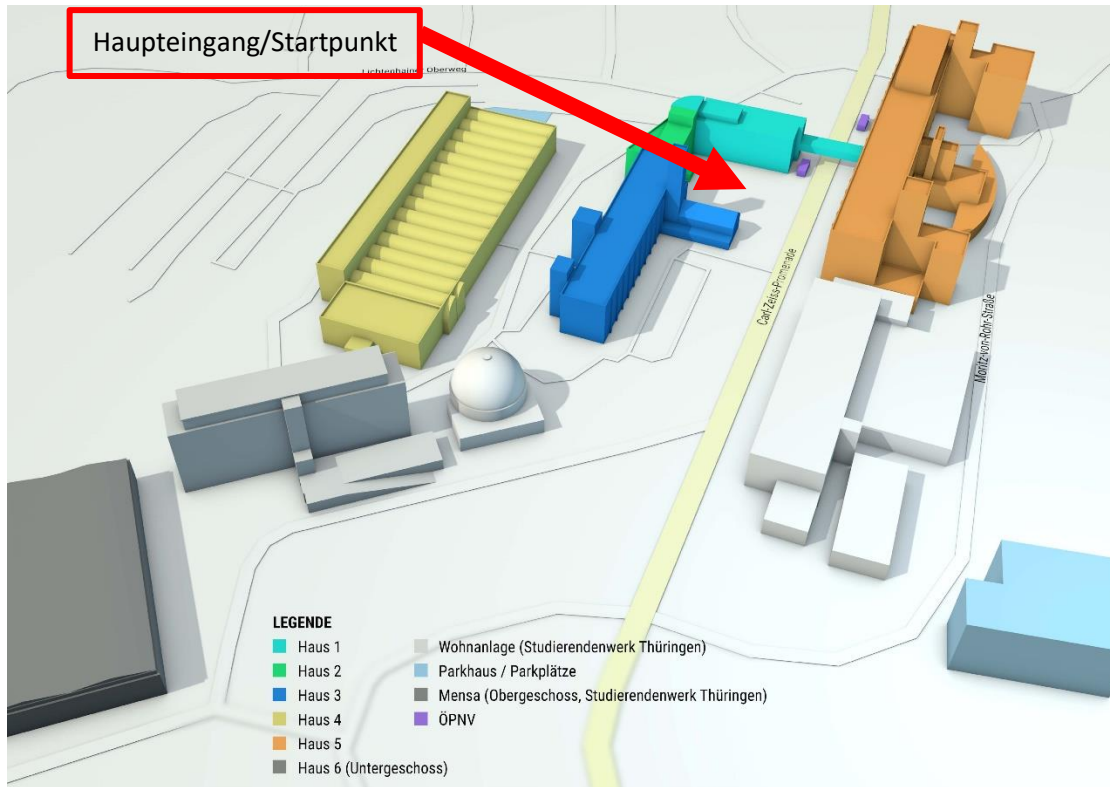 Haupteingang/Startpunkt
Lichtenhainer Oberweg
Carl-Zeiss-Promenade
Moritz-von-Rohr-Straße
LEGENDE
Haus 1
Haus 2
Haus 3
Haus 4
Haus 5
Haus 6 (Untergeschoss)
Wohnanlage (Studierendenwerk Thüringen)
Parkhaus / Parkplätze
Mensa (Obergeschoss, Studierendenwerk Thüringen)
ÖPNV